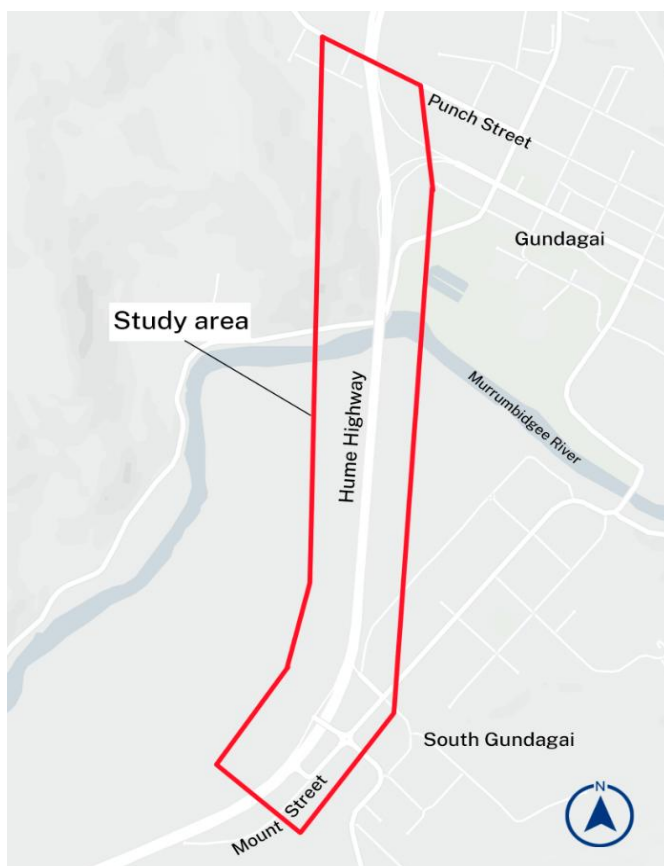 Punch Street
Gundagai
Study area
Hume Highway
Murrumbidgee River
South Gundagai
Mount Street
N